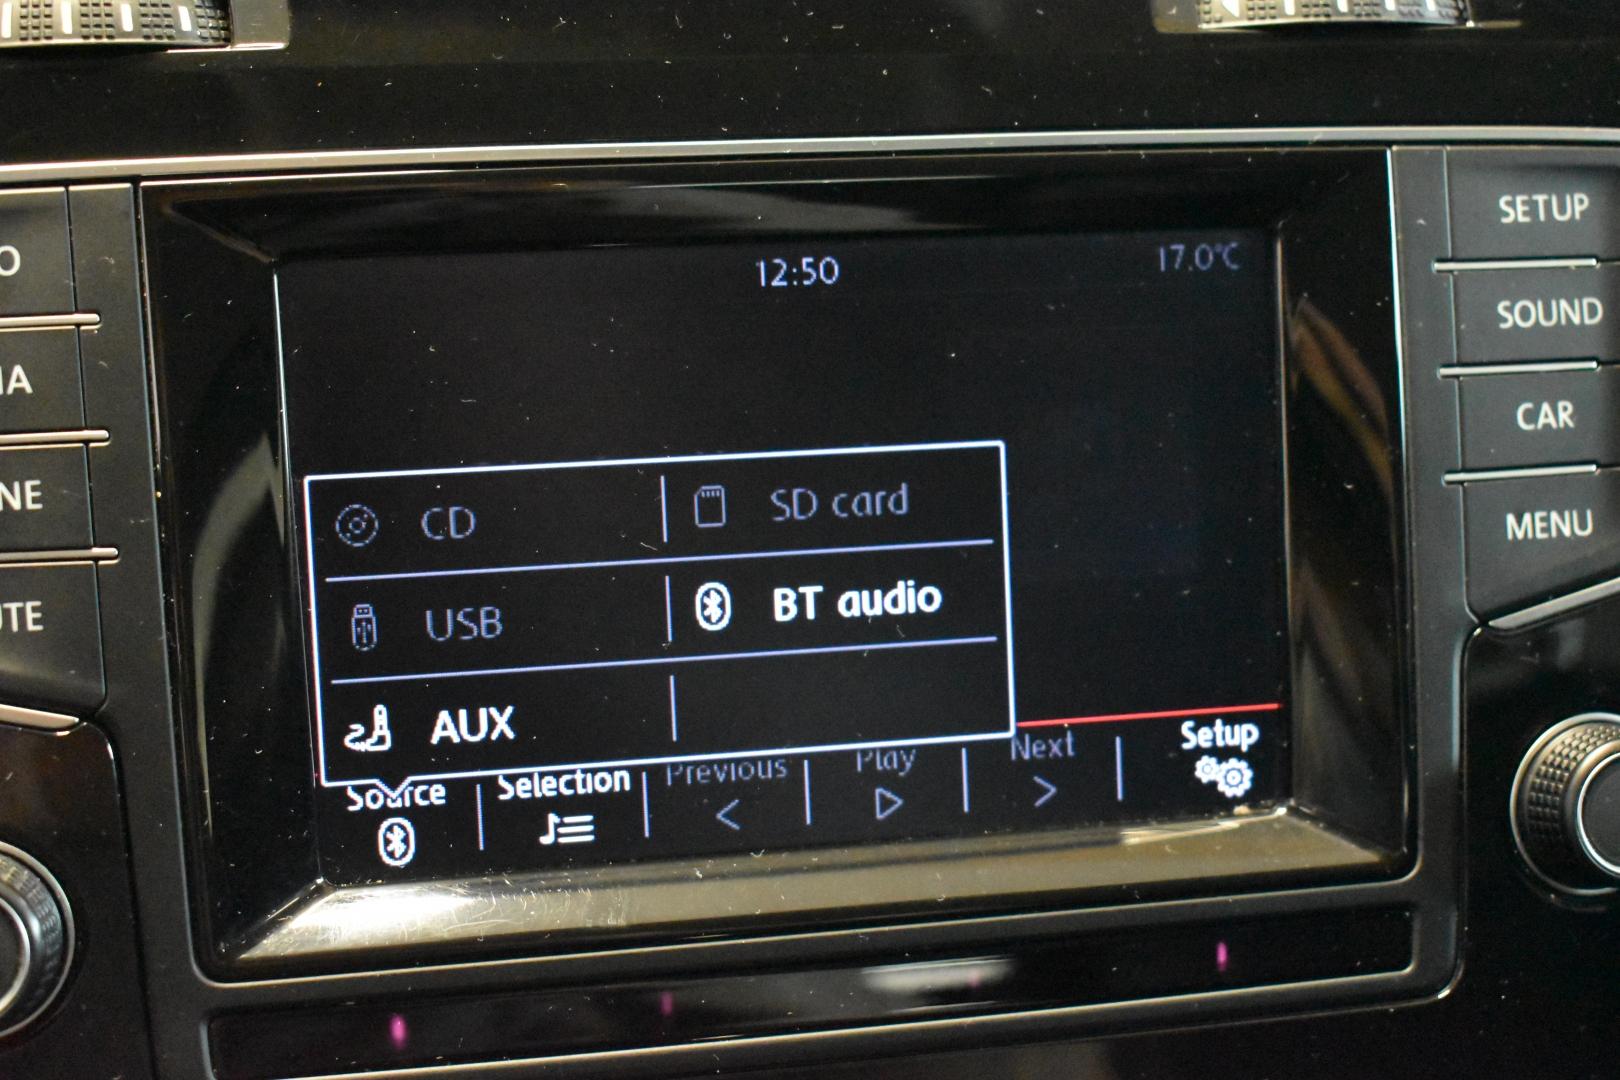 12:50
17.0°C
CD
SD card
USB
BT audio
AUX
Source
Selection
Previous
Play
Next
Setup
SETUP
SOUND
CAR
MENU